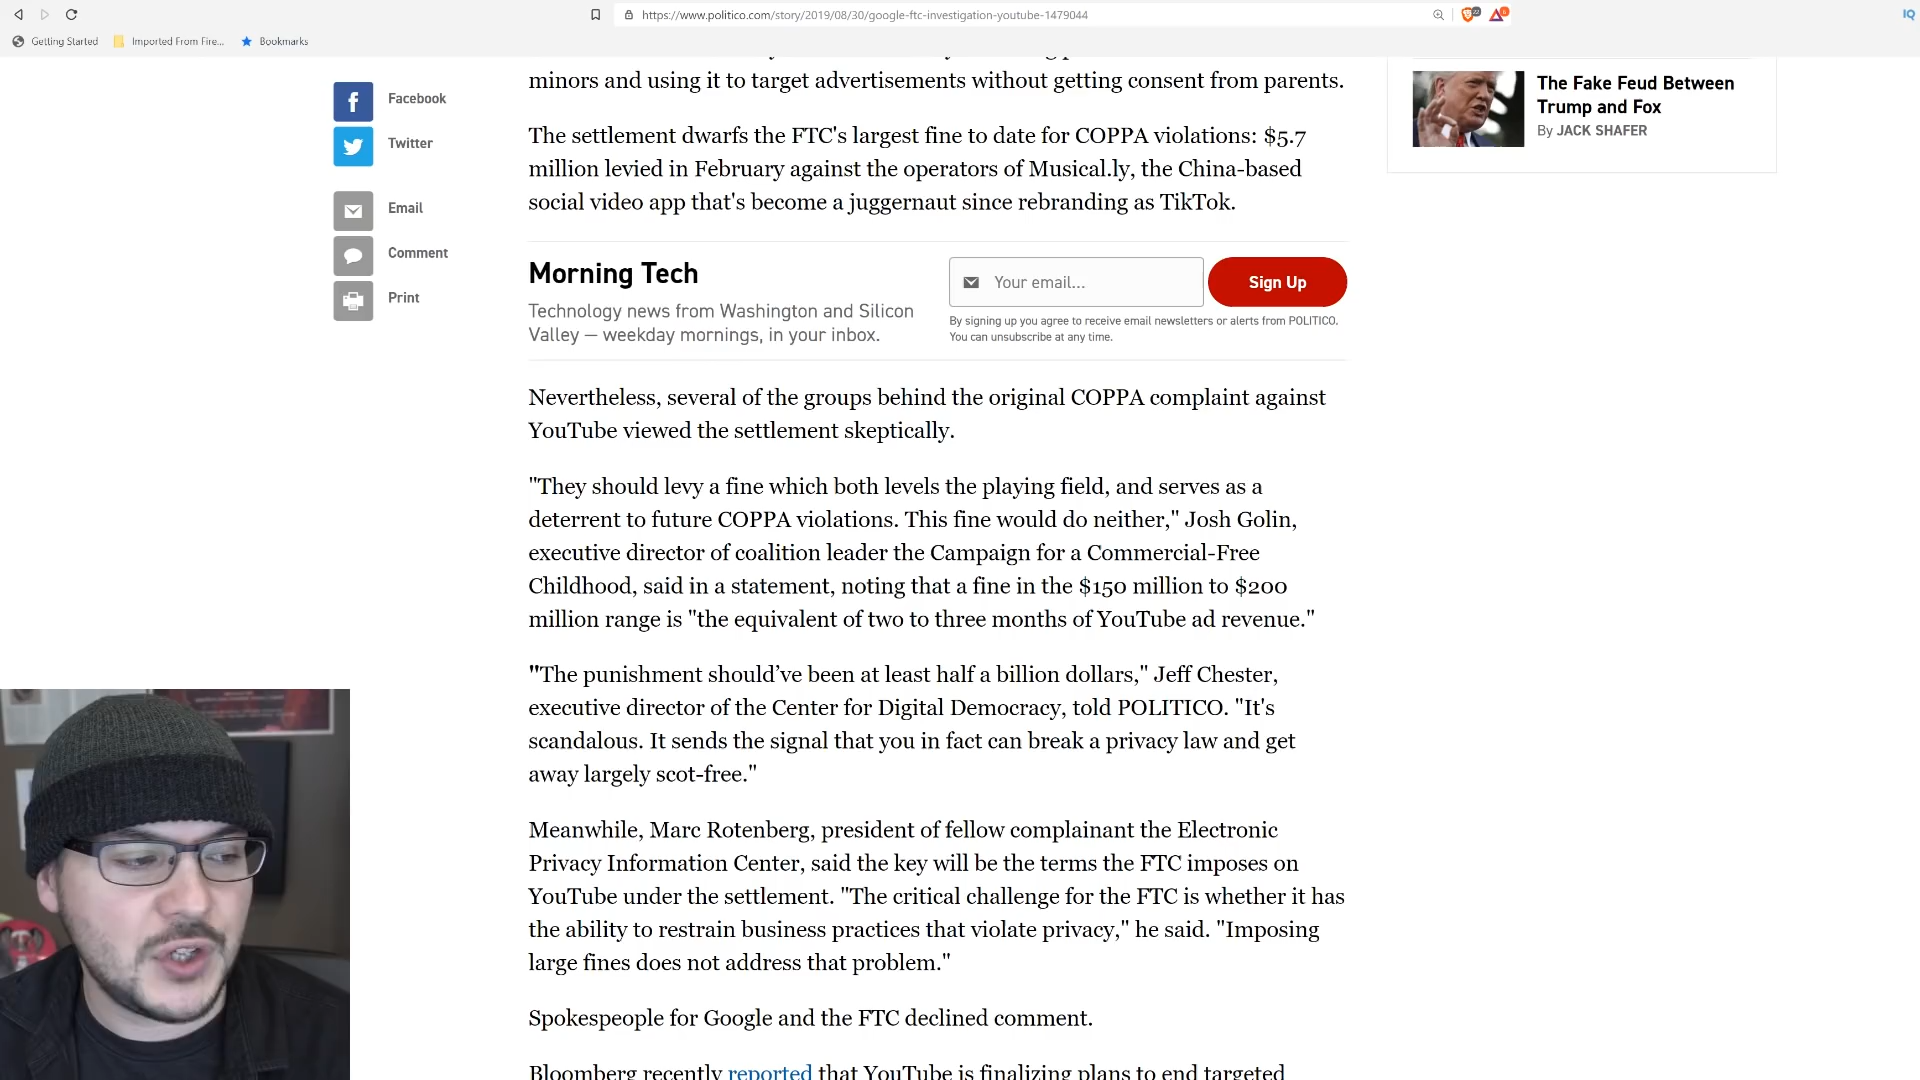 https://www.politico.com/story/2019/08/30/google-ftc-investigation-youtube-1479044
22
IQ
Getting Started
Imported From Fire...
Bookmarks
minors and using it to target advertisements without getting consent from parents.
The settlement dwarfs the FTC's largest fine to date for COPPA violations: $5.7
million levied in February against the operators of Musical.ly, the China-based
social video app that's become a juggernaut since rebranding as TikTok.
Facebook
Twitter
Email
Comment
Print
The Fake Feud Between
Trump and Fox
By JACK SHAFER
Morning Tech
Technology news from Washington and Silicon
Valley — weekday mornings, in your inbox.
Your email...
Sign Up
By signing up you agree to receive email newsletters or alerts from POLITICO.
You can unsubscribe at any time.
Nevertheless, several of the groups behind the original COPPA complaint against
YouTube viewed the settlement skeptically.
"They should levy a fine which both levels the playing field, and serves as a
deterrent to future COPPA violations. This fine would do neither," Josh Golin,
executive director of coalition leader the Campaign for a Commercial-Free
Childhood, said in a statement, noting that a fine in the $150 million to $200
million range is "the equivalent of two to three months of YouTube ad revenue."
"The punishment should’ve been at least half a billion dollars," Jeff Chester,
executive director of the Center for Digital Democracy, told POLITICO. "It's
scandalous. It sends the signal that you in fact can break a privacy law and get
away largely scot-free."
Meanwhile, Marc Rotenberg, president of fellow complainant the Electronic
Privacy Information Center, said the key will be the terms the FTC imposes on
YouTube under the settlement. "The critical challenge for the FTC is whether it has
the ability to restrain business practices that violate privacy," he said. "Imposing
large fines does not address that problem."
Spokespeople for Google and the FTC declined comment.
Bloomberg recently reported that YouTube is finalizing plans to end targeted